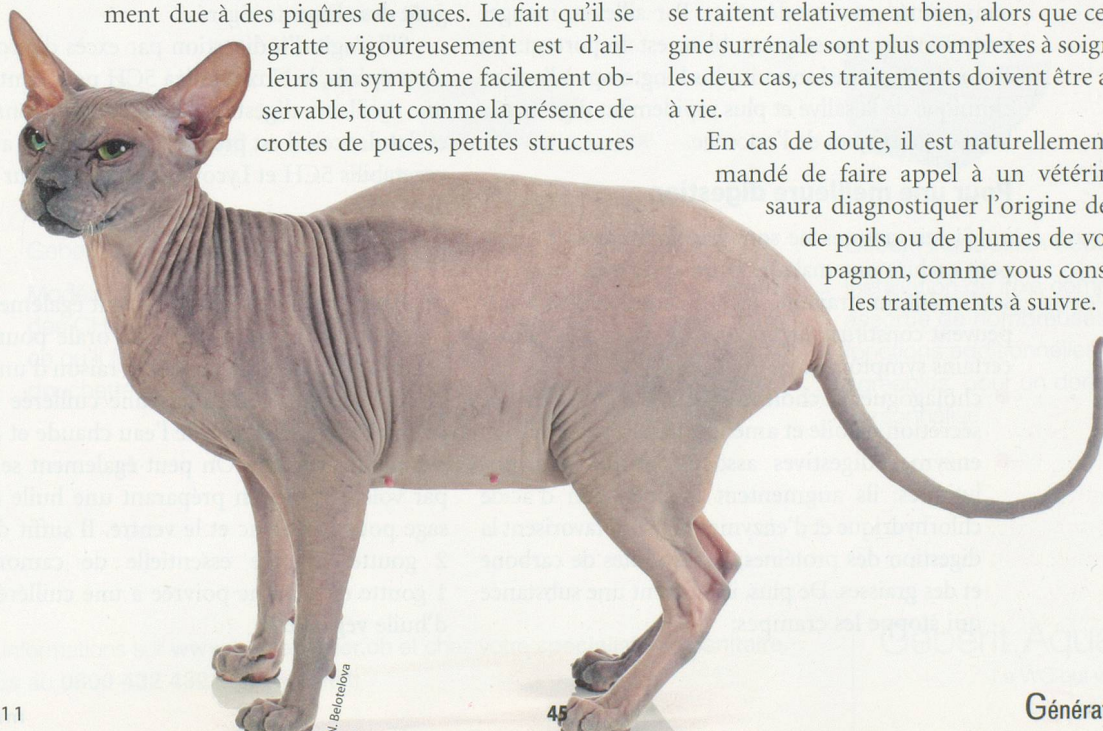 ment due à des piqûres de puces. Le fait qu'il se
gratte vigoureusement est d'ail-
leurs un symptôme facilement ob-
servable, tout comme la présence de
crottes de puces, petites structures
se traitent relativement bien, alors que ce
gine surrénale sont plus complexes à soign
les deux cas, ces traitements doivent être a
à vie.
En cas de doute, il est naturellemen
mandé de faire appel à un vétérin
saura diagnostiquer l'origine de
de poils ou de plumes de vo
pagnon, comme vous cons
les traitements à suivre.
N. Belotelova
11
45
Générat